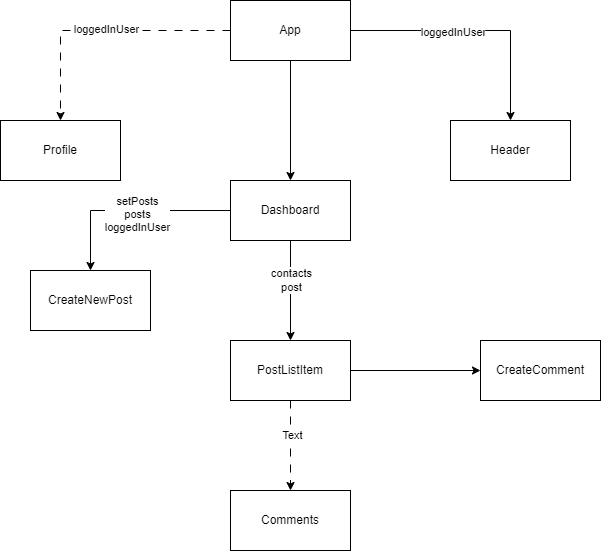 App
loggedInUser
loggedInUser
Profile
Header
Dashboard
setPosts
posts
loggedInUser
CreateNewPost
contacts
post
PostListItem
CreateComment
Text
Comments